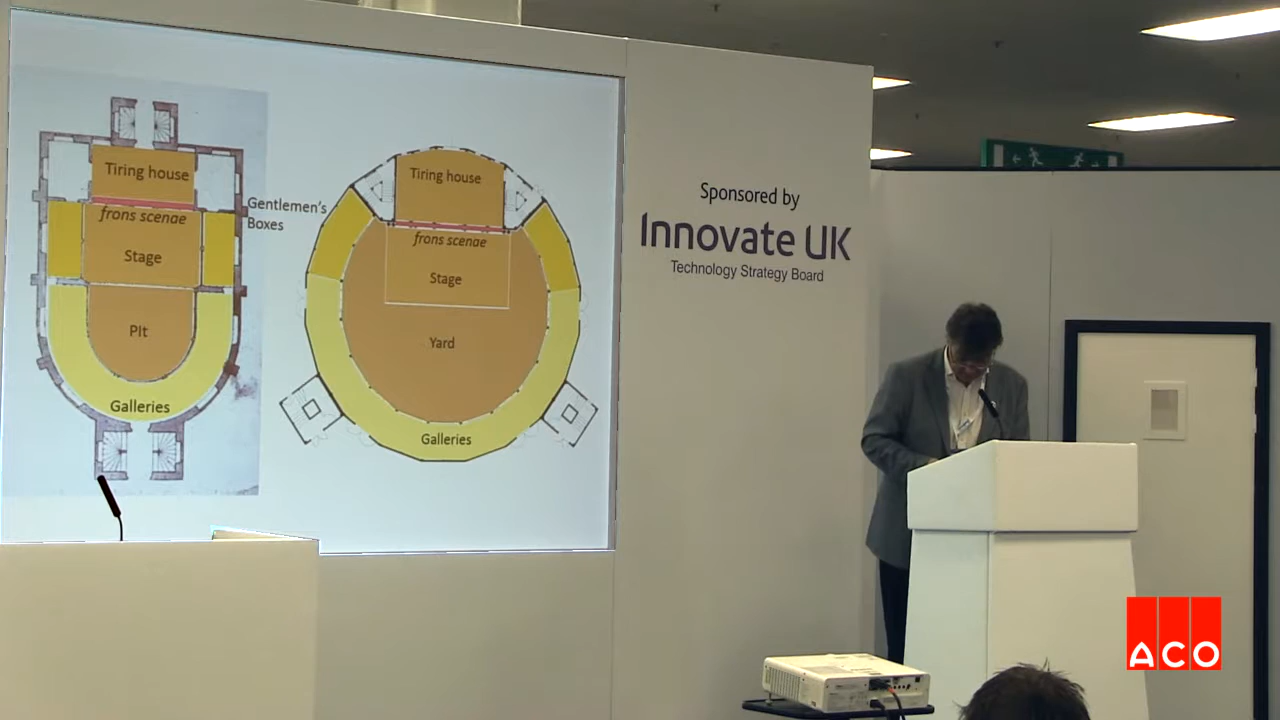 Tiring house
frons scenae
Stage
PIt
Galleries
Gentlemen's
Boxes
Tiring house
frons scenae
Stage
Yard
Galleries
Sponsored by
Innovate UK
Technology Strategy Board
ACO